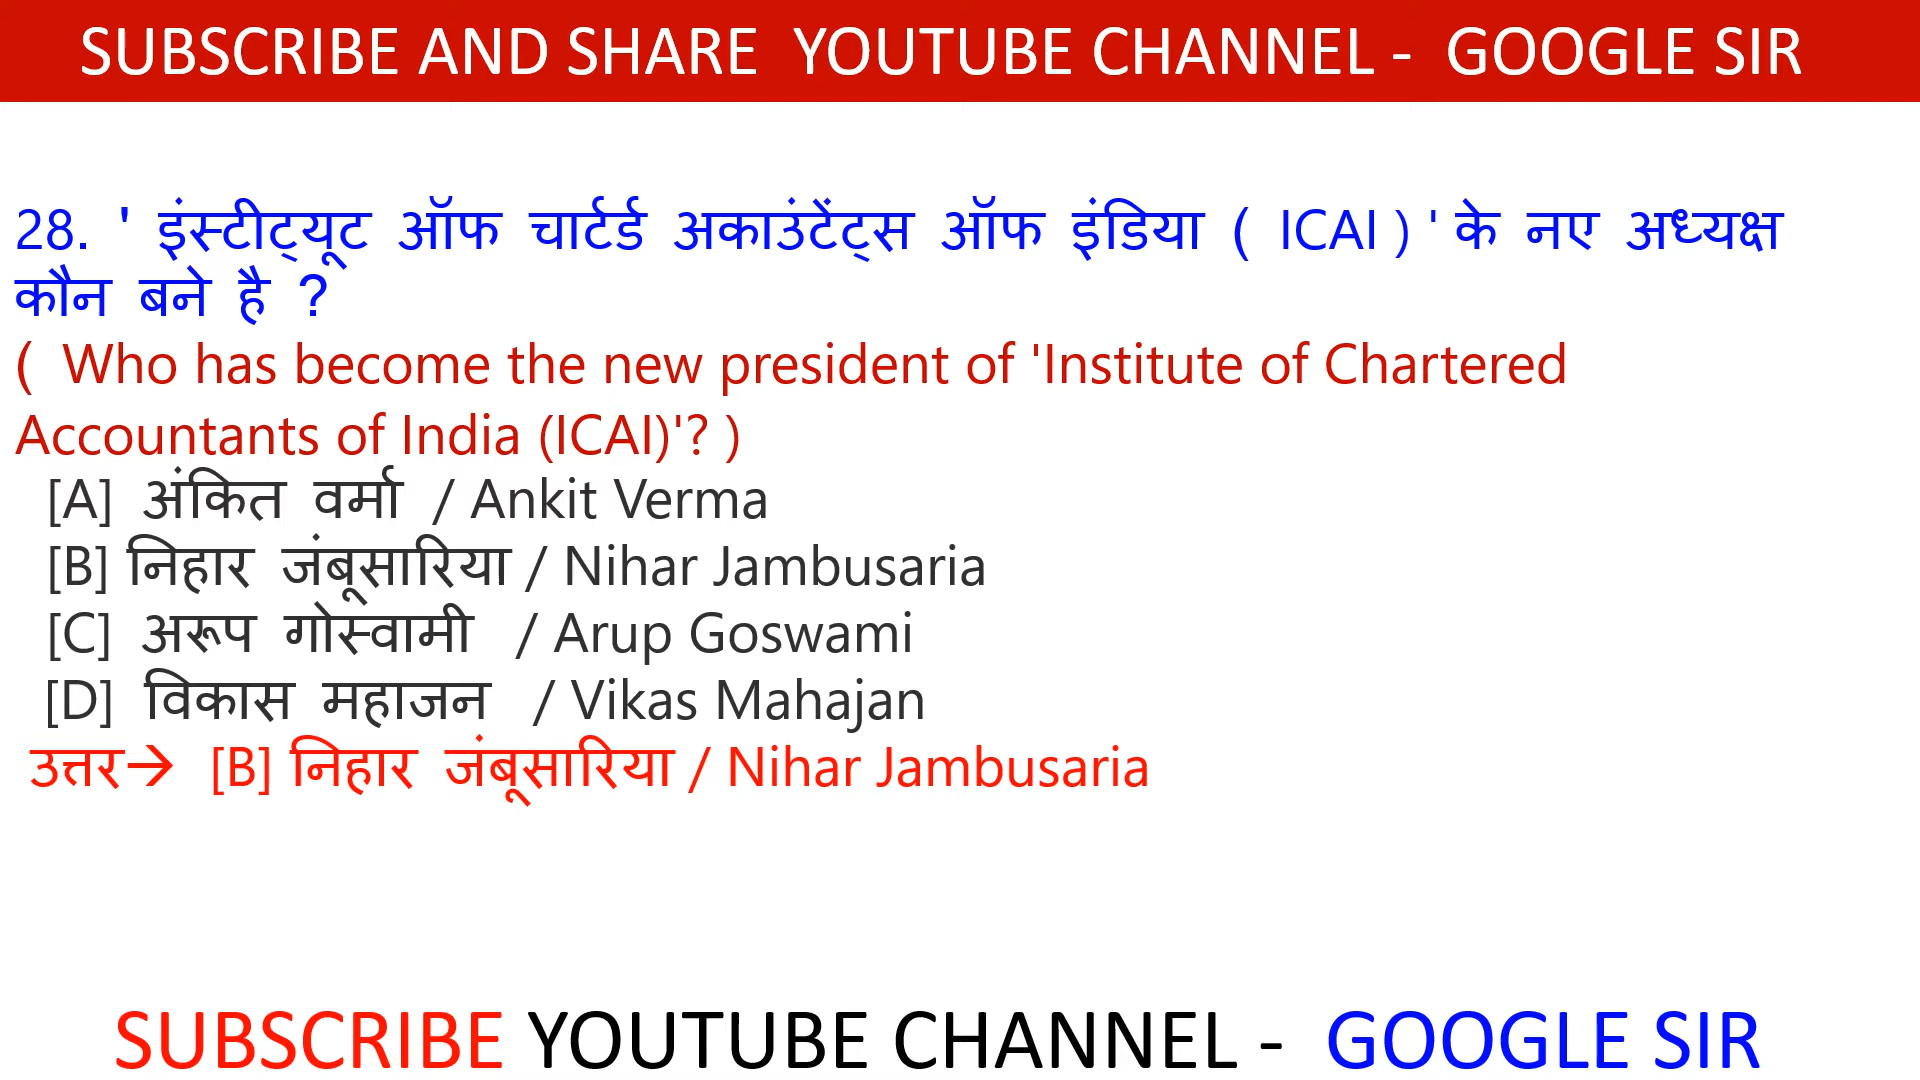 SUBSCRIBE AND SHARE YOUTUBE CHANNEL - GOOGLE SIR
28. ' इंस्टीट्यूट ऑफ चार्टर्ड अकाउंटेंट्स ऑफ इंडिया ( ICAI ) ' के नए अध्यक्ष
कौन बने है ?
( Who has become the new president of 'Institute of Chartered
Accountants of India (ICAI)'? )
[A] अंकित वर्मा / Ankit Verma
[B] निहार जंबूसारिया / Nihar Jambusaria
[C] अरूप गोस्वामी / Arup Goswami
[D] विकास महाजन / Vikas Mahajan
उत्तर→ [B] निहार जंबूसारिया / Nihar Jambusaria
SUBSCRIBE YOUTUBE CHANNEL - GOOGLE SIR